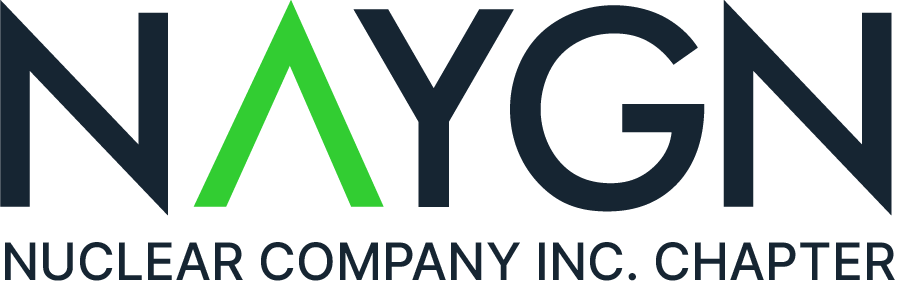 NAYGN
NUCLEAR COMPANY INC. CHAPTER